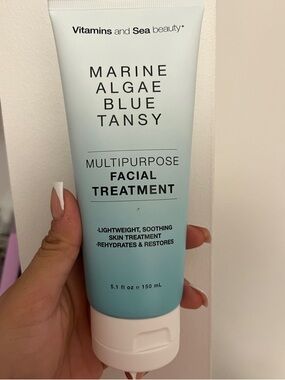 Vitamins and Sea beauty
MARINE
ALGAE
BLUE
TANSY
MULTIPURPOSE
FACIAL
TREATMENT
-LIGHTWEIGHT, SOOTHING
SKIN TREATMENT
-REHYDRATES & RESTORES
5.1 fl oz e 150 mL